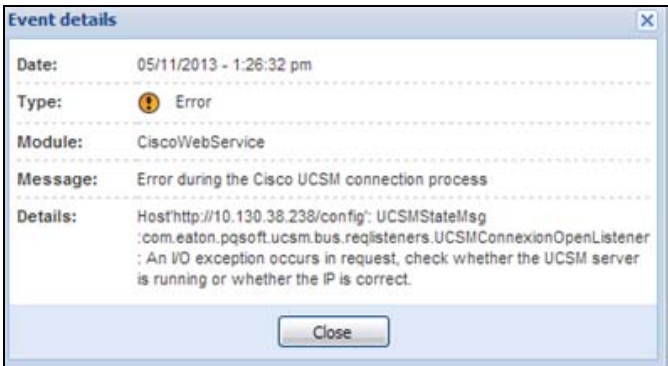 Event details
Date: 05/11/2013 - 1:26:32 pm
Type: Error
Module: CiscoWebService
Message: Error during the Cisco UCSM connection process
Details: Host'http://10.130.38.238/config': UCSMStateMsg
:com.eaton.pqsoft.ucsm.bus.reqlisteners.UCSMConnexionOpenListener
: An I/O exception occurs in request, check whether the UCSM server
is running or whether the IP is correct.
Close